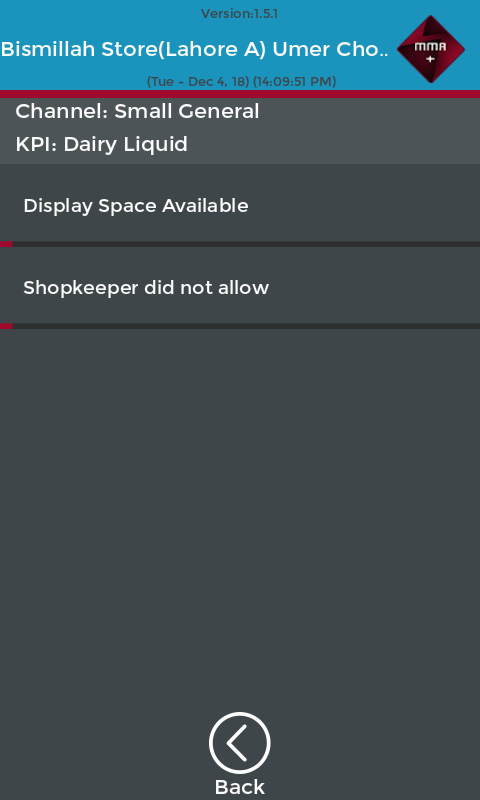 Version:1.5.1
Bismillah Store(Lahore A) Umer Cho..
MMA
+
(Tue - Dec 4, 18) (14:09:51 PM)
Channel: Small General
KPI: Dairy Liquid
Display Space Available
Shopkeeper did not allow
Back